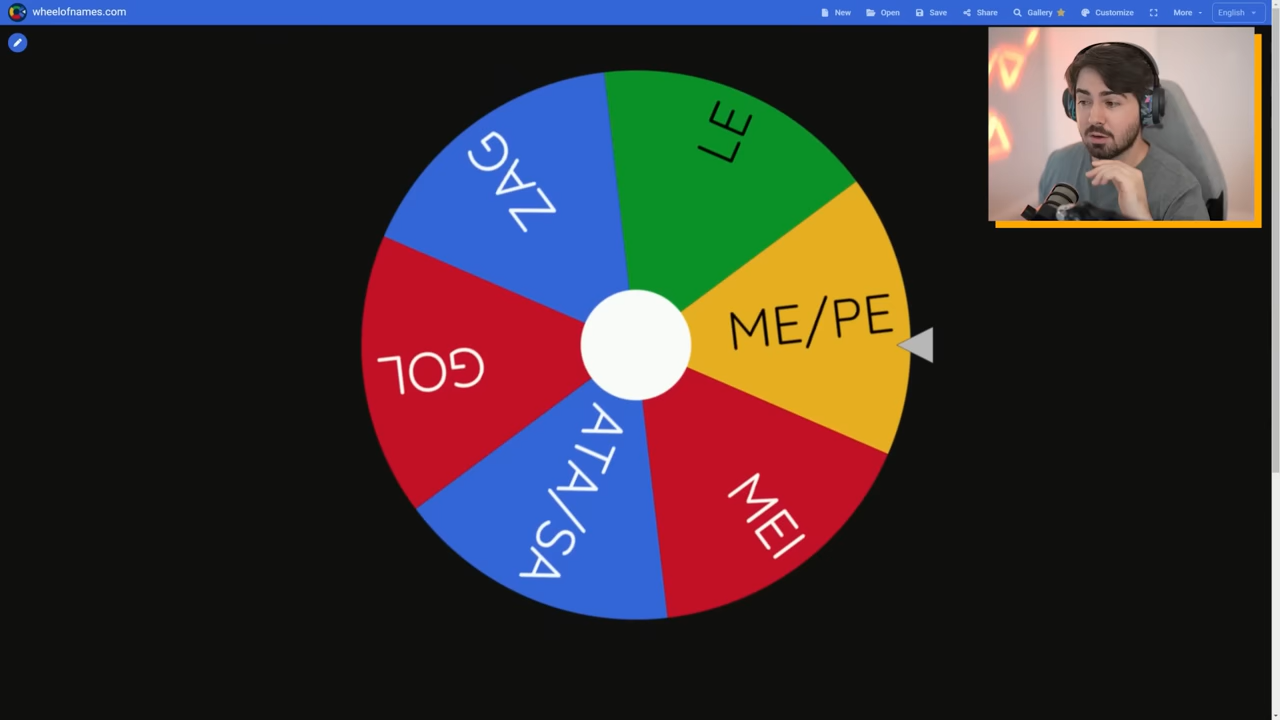 wheelofnames.com
New
Open
Save
Share
Gallery
Customize
More
English
LE
ME/PE
MEI
ATA/SA
GOL
ZAG